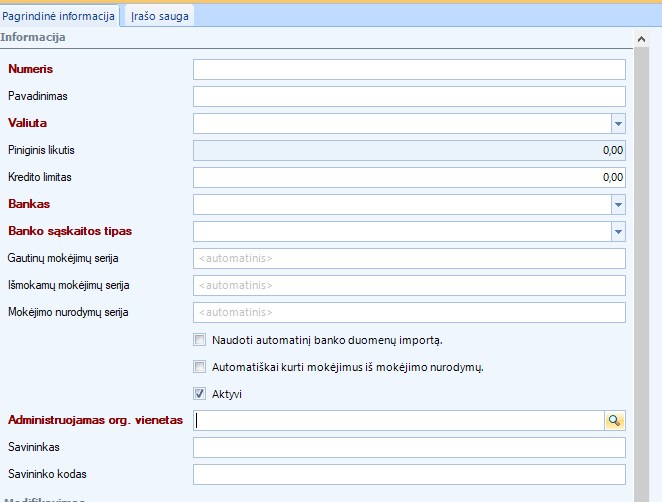 Pagrindinė informacija Įrašo sauga
Informacija
Numeris
Pavadinimas
Valiuta
Piniginis likutis 0,00
Kredito limitas 0,00
Bankas
Banko sąskaitos tipas
Gautinų mokėjimų serija <automatinis>
Išmokamų mokėjimų serija <automatinis>
Mokėjimo nurodymų serija <automatinis>
Naudoti automatinį banko duomenų importą.
Automatiškai kurti mokėjimus iš mokėjimo nurodymų.
Aktyvi
Administruojamas org. vienetas
Savininkas
Savininko kodas